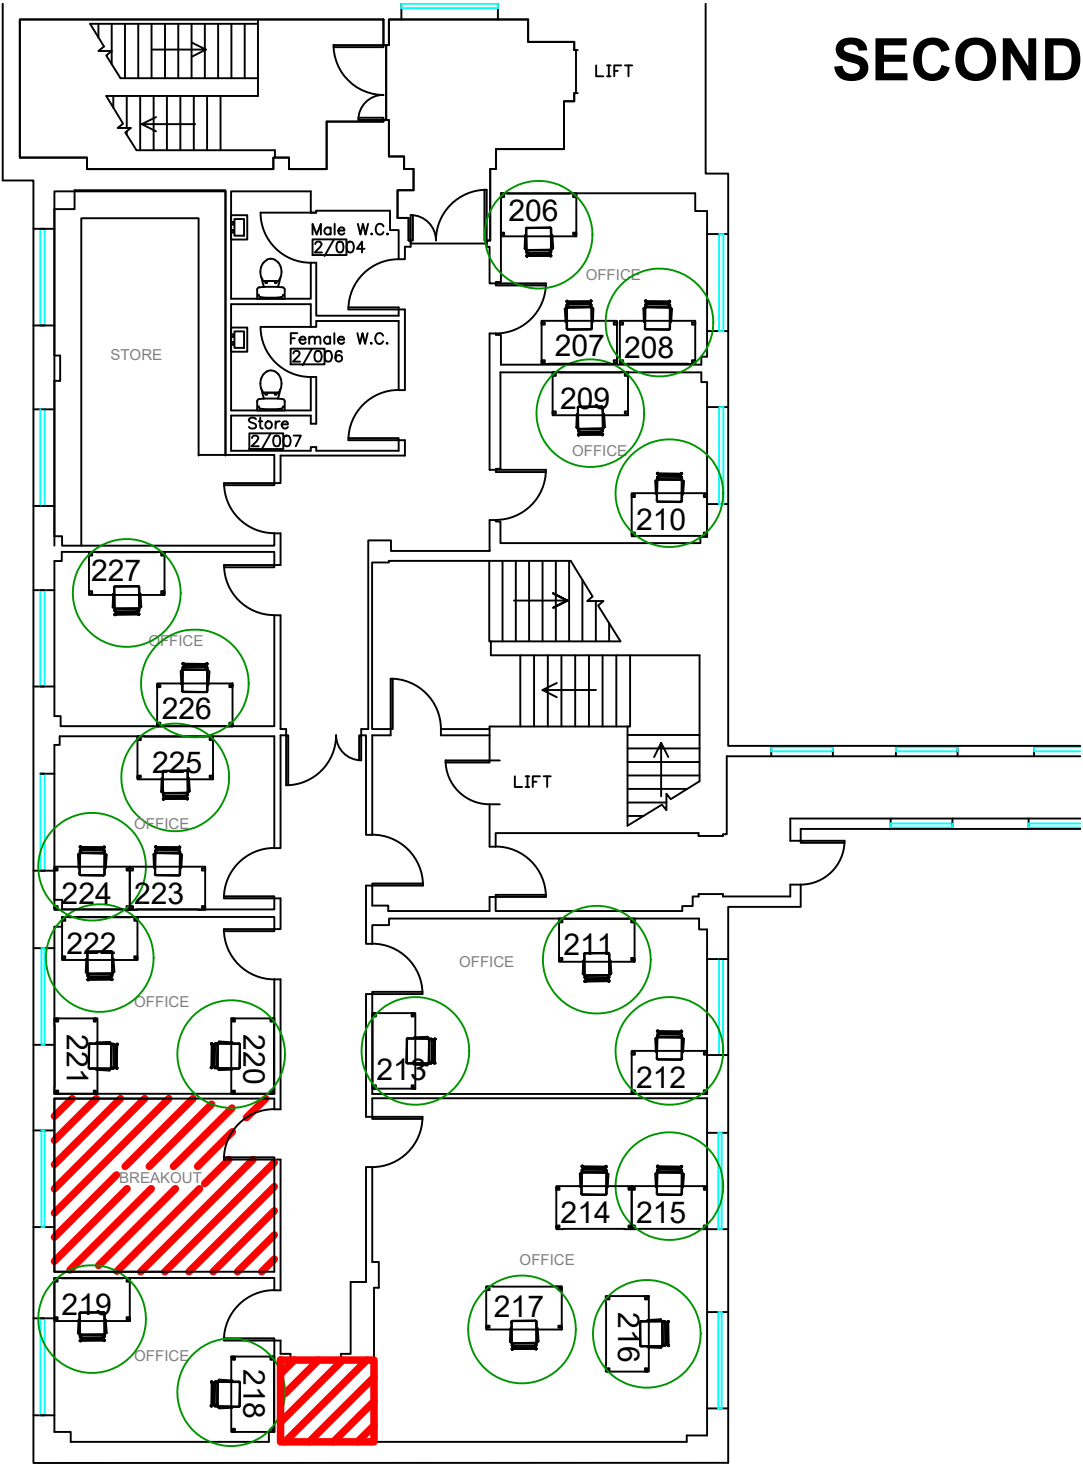 SECOND
LIFT
206
Male W.C.
2/004
OFFICE
207
208
Female W.C.
2/006
STORE
209
Store
2/007
OFFICE
210
227
OFFICE
226
225
LIFT
OFFICE
224
223
222
211
OFFICE
OFFICE
221
220
213
212
BREAKOUT
214
215
OFFICE
219
217
216
OFFICE
218